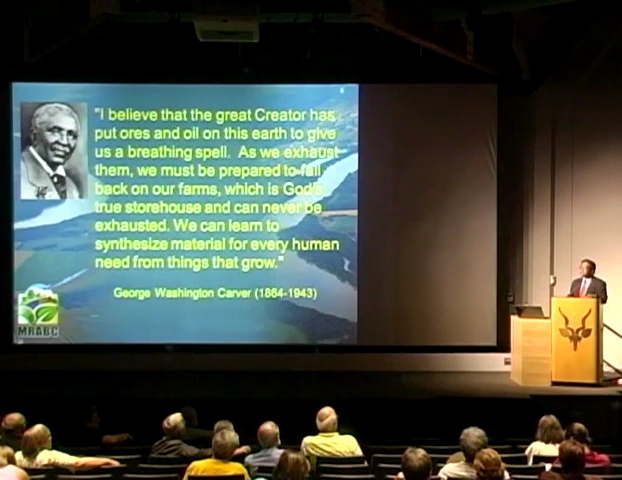 "I believe that the great Creator has
put ores and oil on this earth to give
us a breathing spell. As we exhaust
them, we must be prepared to fall
back on our farms, which is God's
true storehouse and can never be
exhausted. We can learn to
synthesize material for every human
need from things that grow."
George Washington Carver (1864-1943)
MRABC